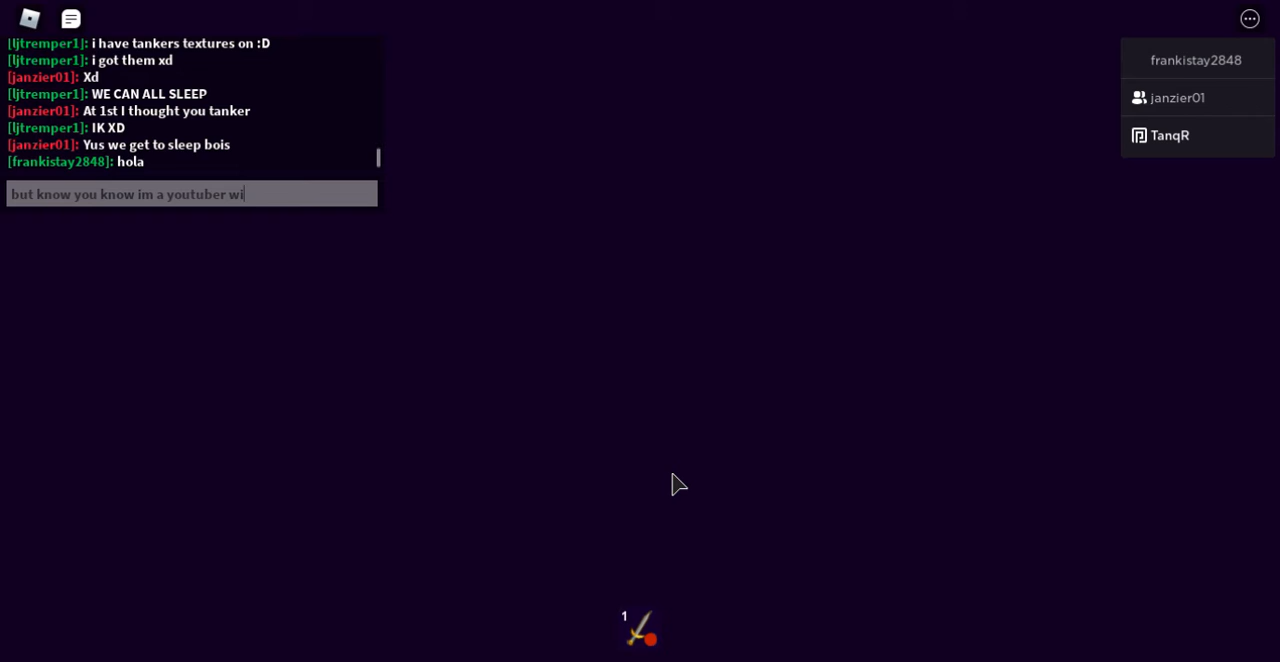 [ljtremper1]: i have tankers textures on :D
[ljtremper1]: i got them xd
[janzier01]: Xd
[ljtremper1]: WE CAN ALL SLEEP
[janzier01]: At 1st I thought you tanker
[ljtremper1]: IK XD
[janzier01]: Yus we get to sleep bois
[frankistay2848]: hola
but know you know im a youtuber wi
frankistay2848
janzier01
TanqR
1